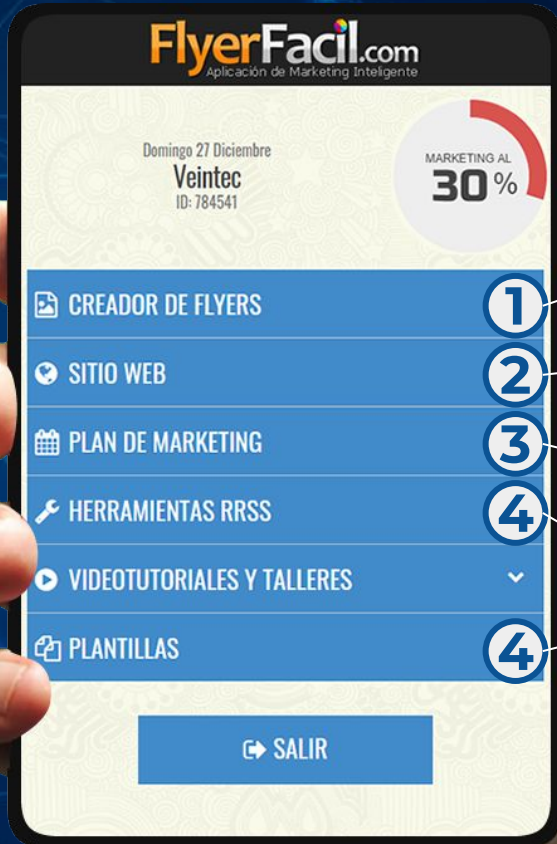 FlyerFacil.com
Aplicación de Marketing Inteligente
Domingo 27 Diciembre
Veintec
ID: 784541
MARKETING AL
30%
CREADOR DE FLYERS 1
SITIO WEB 2
PLAN DE MARKETING 3
HERRAMIENTAS RRSS 4
VIDEOTUTORIALES Y TALLERES
PLANTILLAS 4
SALIR